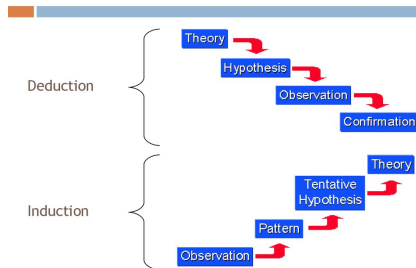 Deduction
Theory
Hypothesis
Observation
Confirmation
Induction
Theory
Tentative
Hypothesis
Pattern
Observation